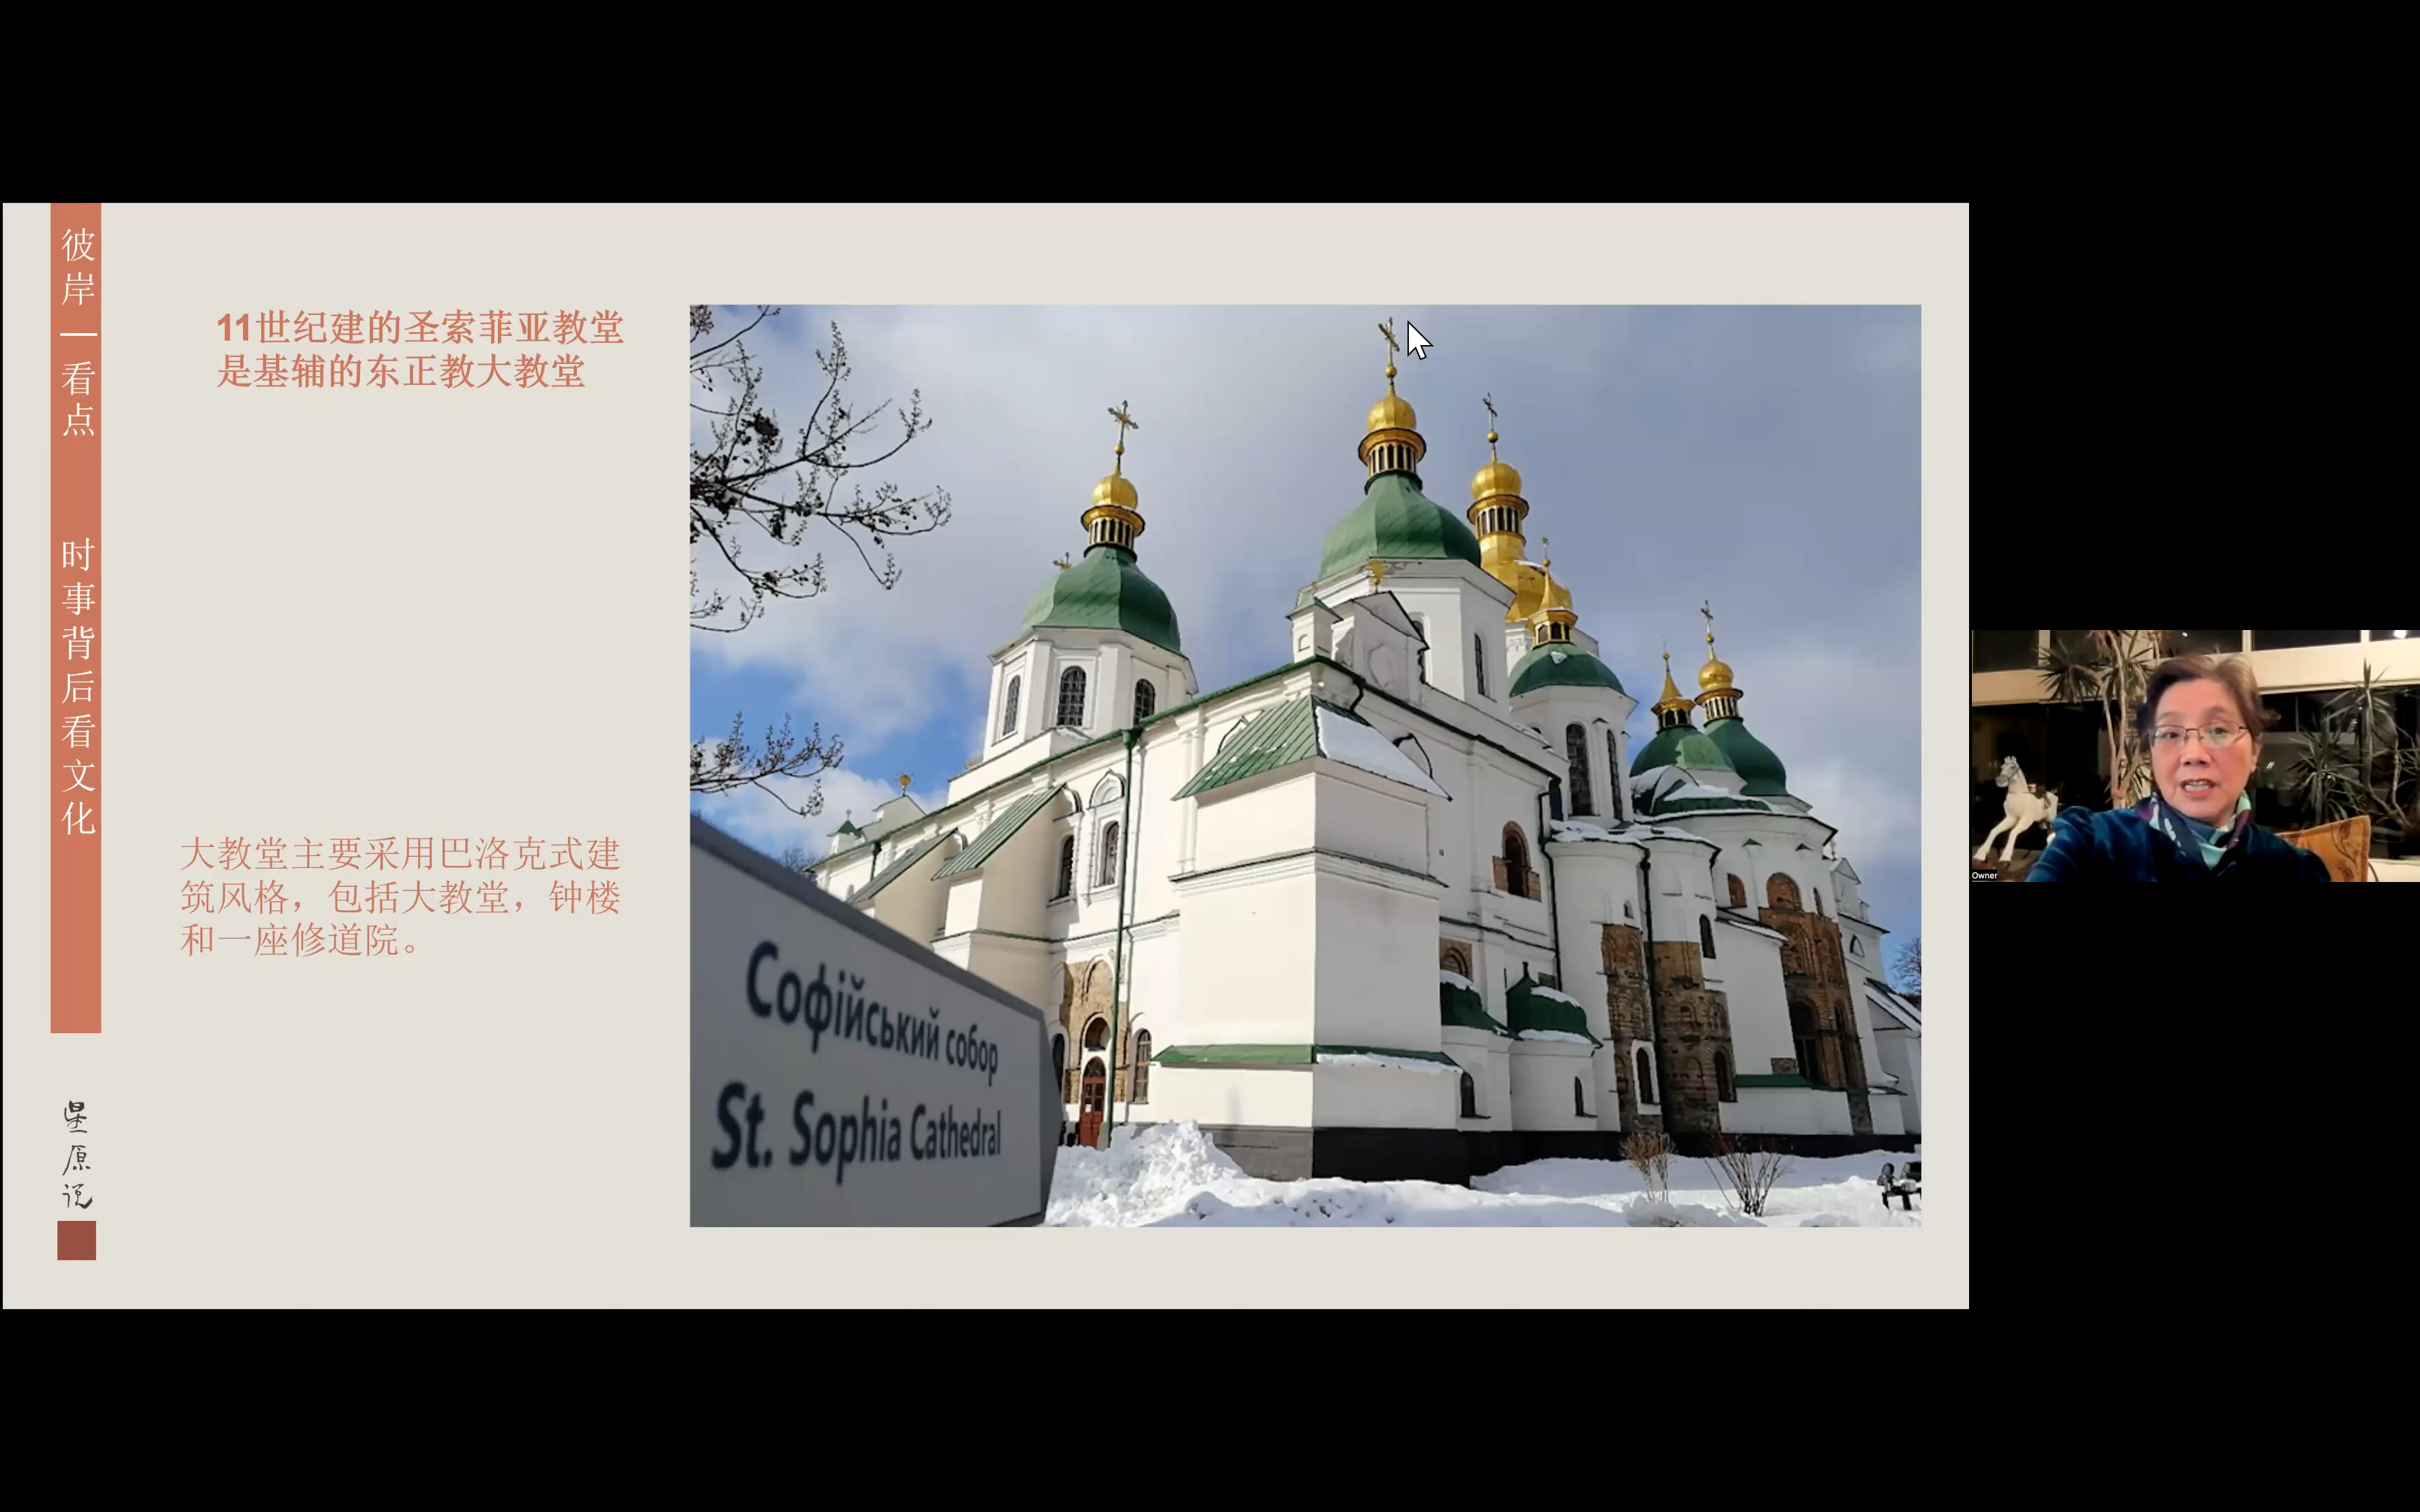 彼岸 | 看点
时事背后看文化
星原说
11世纪建的圣索菲亚教堂
是基辅的东正教大教堂
大教堂主要采用巴洛克式建
筑风格，包括大教堂，钟楼
和一座修道院。
Софійський собор
St. Sophia Cathedral
Owner